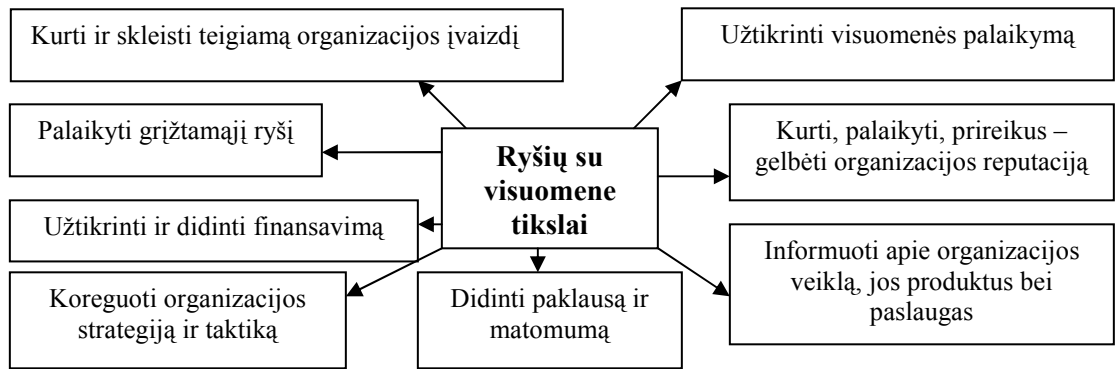 Kurti ir skleisti teigiamą organizacijos įvaizdį
Užtikrinti visuomenės palaikymą
Palaikyti grįžtamąjį ryšį
Ryšių su
visuomene
tikslai
Kurti, palaikyti, prireikus –
gelbėti organizacijos reputaciją
Užtikrinti ir didinti finansavimą
Informuoti apie organizacijos
veiklą, jos produktus bei
paslaugas
Koreguoti organizacijos
strategiją ir taktiką
Didinti paklausą ir
matomumą